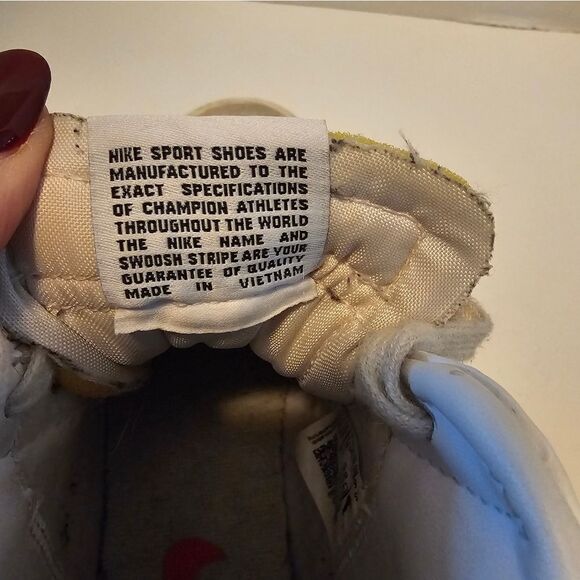 NIKE SPORT SHOES ARE
MANUFACTURED TO THE
EXACT SPECIFICATIONS
OF CHAMPION ATHLETES
THROUGHOUT THE WORLD
THE NIKE NAME AND
SWOOSH STRIPE ARE YOUR
GUARANTEE OF QUALITY
MADE IN VIETNAM